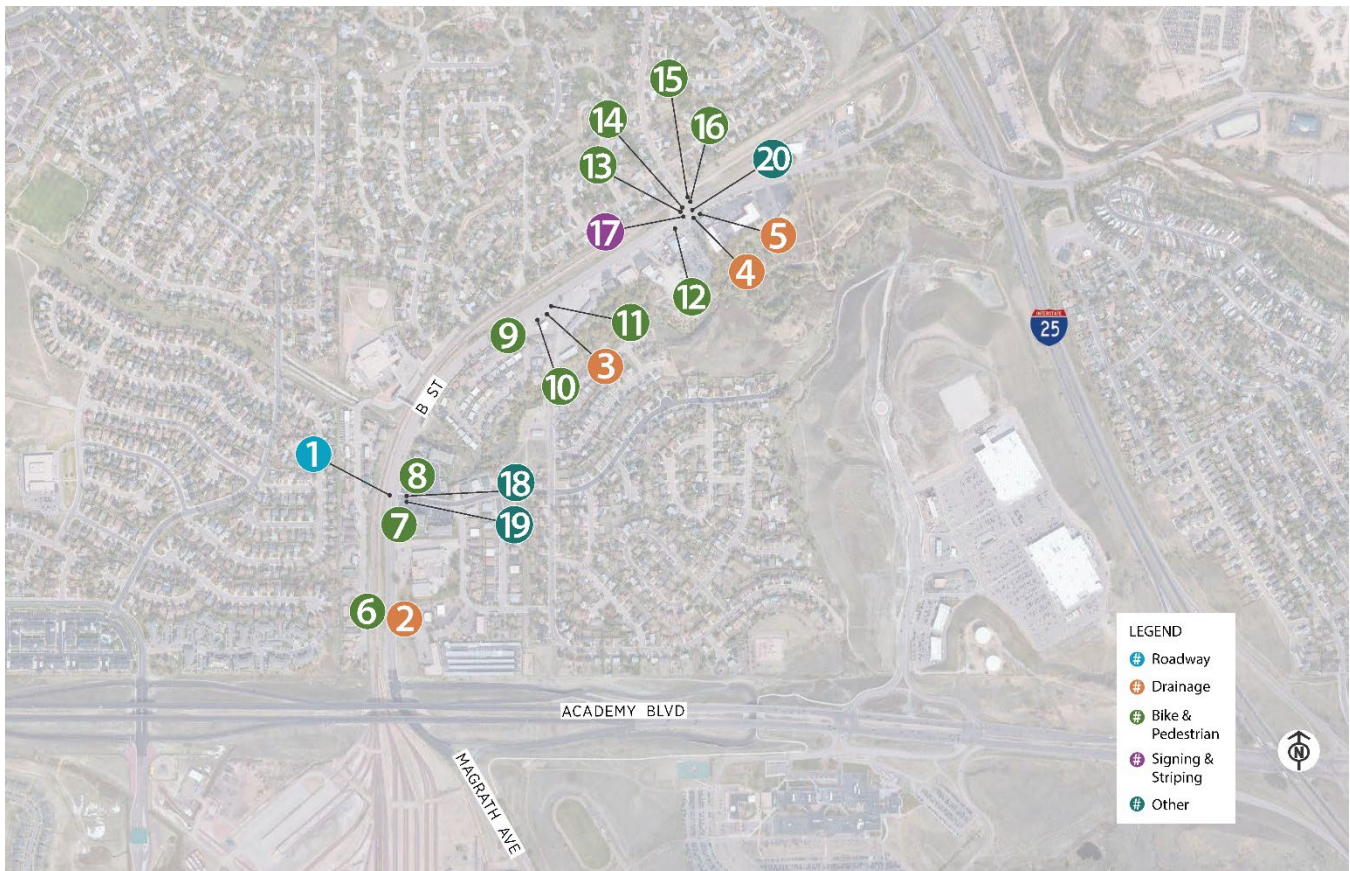 15
14
16
13
20
17
5
4
12
11
9
3
10
INTERSTATE
25
B ST
1
8
18
7
19
6
2
ACADEMY BLVD
MAGRATH AVE
LEGEND
# Roadway
# Drainage
# Bike &
Pedestrian
# Signing &
Striping
# Other
N